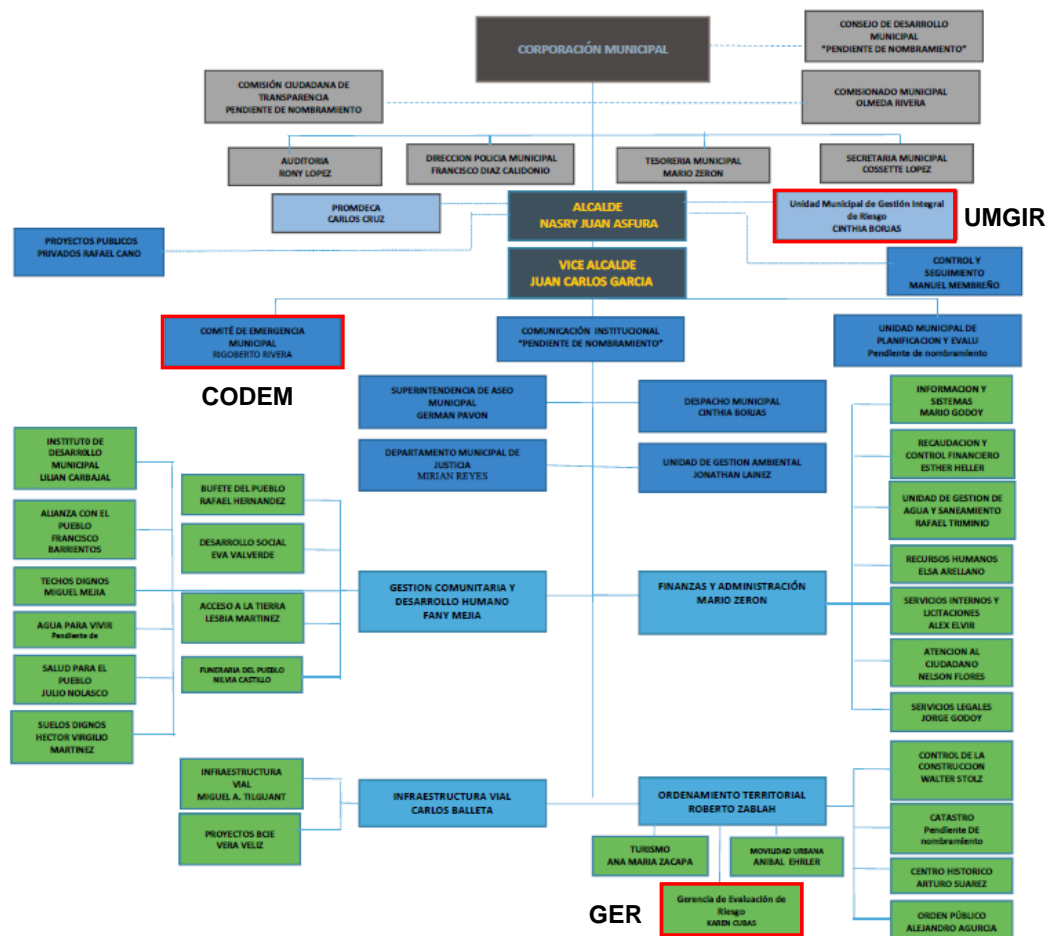 CORPORACIÓN MUNICIPAL
CONSEJO DE DESARROLLO
MUNICIPAL
"PENDIENTE DE NOMBRAMIENTO"
COMISIÓN CIUDADANA DE
TRANSPARENCIA
PENDIENTE DE NOMBRAMIENTO
COMISIONADO MUNICIPAL
OLMEDA RIVERA
AUDITORIA
RONY LOPEZ
DIRECCION POLICIA MUNICIPAL
FRANCISCO DIAZ CALIDONIO
TESORERIA MUNICIPAL
MARIO ZERON
SECRETARIA MUNICIPAL
COSSETTE LOPEZ
PROMDECA
CARLOS CRUZ
ALCALDE
NASRY JUAN ASFURA
Unidad Municipal de Gestión Integral
de Riesgo
CINTHIA BORJAS
UMGIR
PROYECTOS PUBLICOS
PRIVADOS RAFAEL CANO
VICE ALCALDE
JUAN CARLOS GARCIA
CONTROL Y
SEGUIMIENTO
MANUEL MEMBREÑO
COMITÉ DE EMERGENCIA
MUNICIPAL
RIGOBERTO RIVERA
CODEM
COMUNICACIÓN INSTITUCIONAL
"PENDIENTE DE NOMBRAMIENTO"
UNIDAD MUNICIPAL DE
PLANIFICACION Y EVALU
Pendiente de nombramiento
SUPERINTENDENCIA DE ASEO
MUNICIPAL
GERMAN PAVON
DESPACHO MUNICIPAL
CINTHIA BORJAS
DEPARTAMENTO MUNICIPAL DE
JUSTICIA
MIRIAN REYES
UNIDAD DE GESTION AMBIENTAL
JONATHAN LAINEZ
INSTITUTO DE
DESARROLLO
MUNICIPAL
LILIAN CARBAJAL
ALIANZA CON EL
PUEBLO
FRANCISCO
BARRIENTOS
TECHOS DIGNOS
MIGUEL MEJIA
AGUA PARA VIVIR
Pendiente de
SALUD PARA EL
PUEBLO
JULIO NOLASCO
SUELOS DIGNOS
HECTOR VIRGILIO
MARTINEZ
BUFETE DEL PUEBLO
RAFAEL HERNANDEZ
DESARROLLO SOCIAL
EVA VALVERDE
ACCESO A LA TIERRA
LESBIA MARTINEZ
FUNERARIA DEL PUEBLO
NILVIA CASTILLO
GESTION COMUNITARIA Y
DESARROLLO HUMANO
FANY MEJIA
FINANZAS Y ADMINISTRACIÓN
MARIO ZERON
INFORMACION Y
SISTEMAS
MARIO GODOY
RECAUDACION Y
CONTROL FINANCIERO
ESTHER HELLER
UNIDAD DE GESTION DE
AGUA Y SANEAMIENTO
RAFAEL TRIMINIO
RECURSOS HUMANOS
ELSA ARELLANO
SERVICIOS INTERNOS Y
LICITACIONES
ALEX ELVIR
ATENCION AL
CIUDADANO
NELSON FLORES
SERVICIOS LEGALES
JORGE GODOY
INFRAESTRUCTURA
VIAL
MIGUEL A. TILGUANT
PROYECTOS BCIE
VERA VELIZ
INFRAESTRUCTURA VIAL
CARLOS BALLETA
ORDENAMIENTO TERRITORIAL
ROBERTO ZABLAH
TURISMO
ANA MARIA ZACAPA
MOVILIDAD URBANA
ANIBAL EHRLER
GER
Gerencia de Evaluación de
Riesgo
KAREN CUBAS
CONTROL DE LA
CONSTRUCCION
WALTER STOLZ
CATASTRO
Pendiente DE
nombramiento
CENTRO HISTORICO
ARTURO SUAREZ
ORDEN PÚBLICO
ALEJANDRO AGURCIA